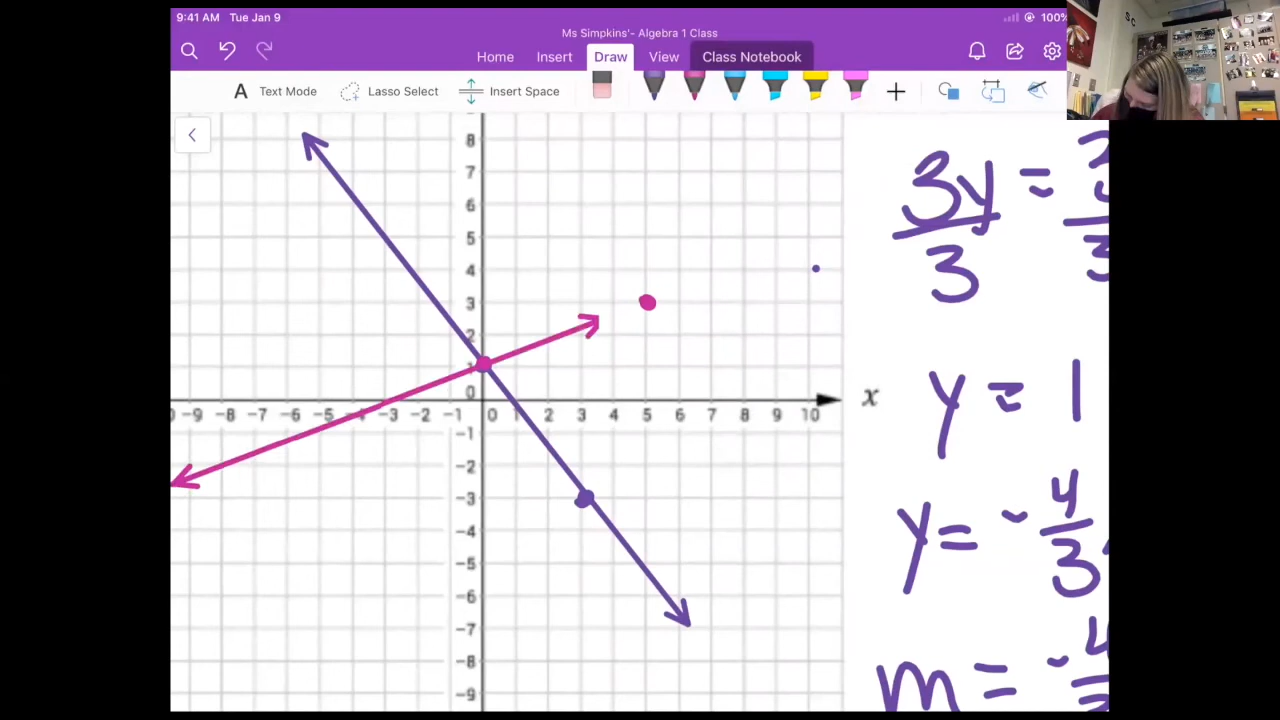 9:41 AM Tue Jan 9
100%
Ms Simpkins'- Algebra 1 Class
Home Insert Draw View Class Notebook
A Text Mode Lasso Select Insert Space
8
7
6
5
4
3
2
1
0
-9 -8 -7 -6 -5 -4 -3 -2 -1 0 1 2 3 4 5 6 7 8 9 10 x
-1
-2
-3
-4
-5
-6
-7
-8
-9
3y =
3 3
y = 1
y = -4
3
m = -4
SC